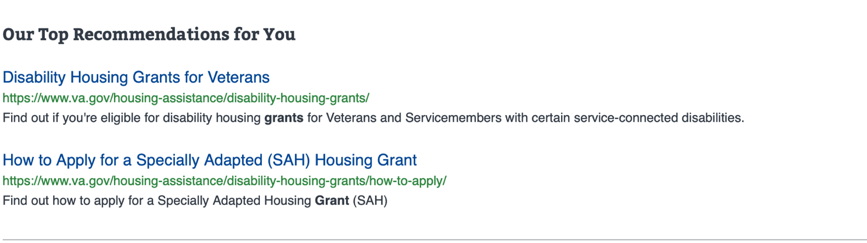 Our Top Recommendations for You
Disability Housing Grants for Veterans
https://www.va.gov/housing-assistance/disability-housing-grants/
Find out if you're eligible for disability housing grants for Veterans and Servicemembers with certain service-connected disabilities.
How to Apply for a Specially Adapted (SAH) Housing Grant
https://www.va.gov/housing-assistance/disability-housing-grants/how-to-apply/
Find out how to apply for a Specially Adapted Housing Grant (SAH)